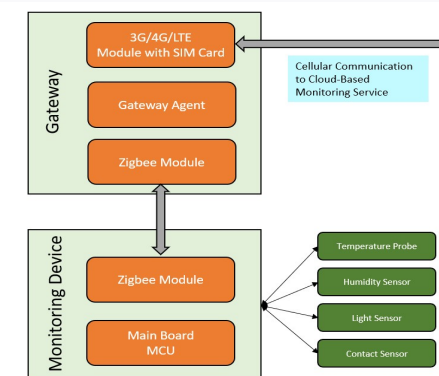 Gateway
3G/4G/LTE
Module with SIM Card
Gateway Agent
Zigbee Module
Cellular Communication
to Cloud-Based
Monitoring Service
Monitoring Device
Zigbee Module
Main Board
MCU
Temperature Probe
Humidity Sensor
Light Sensor
Contact Sensor